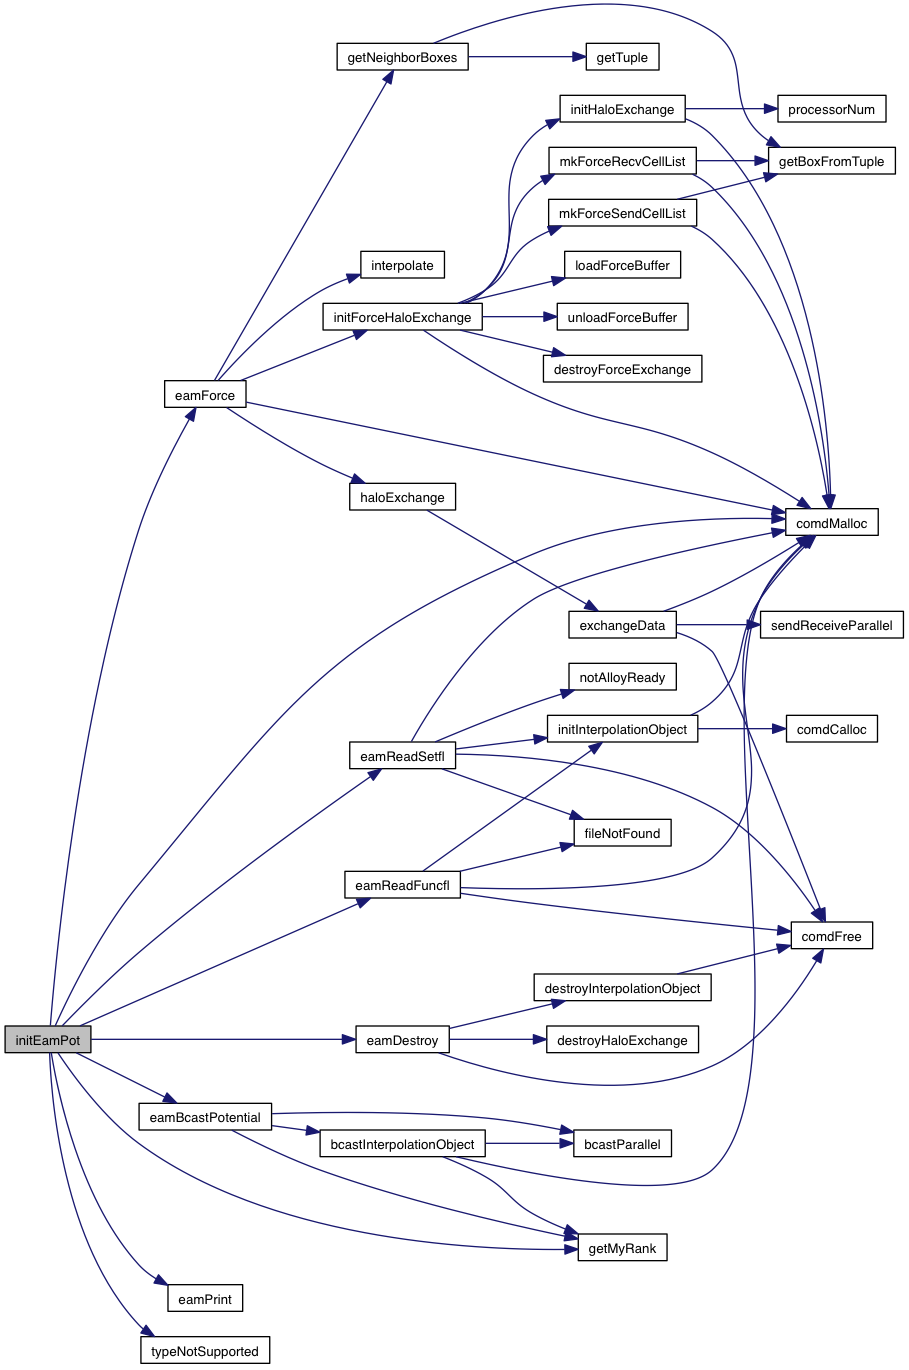 getNeighborBoxes
getTuple
initHaloExchange
processorNum
mkForceRecvCellList
getBoxFromTuple
mkForceSendCellList
interpolate
loadForceBuffer
initForceHaloExchange
unloadForceBuffer
destroyForceExchange
eamForce
haloExchange
comdMalloc
exchangeData
sendReceiveParallel
notAlloyReady
initInterpolationObject
comdCalloc
eamReadSetfl
fileNotFound
eamReadFuncfl
comdFree
destroyInterpolationObject
initEamPot
eamDestroy
destroyHaloExchange
eamBcastPotential
bcastInterpolationObject
bcastParallel
getMyRank
eamPrint
typeNotSupported